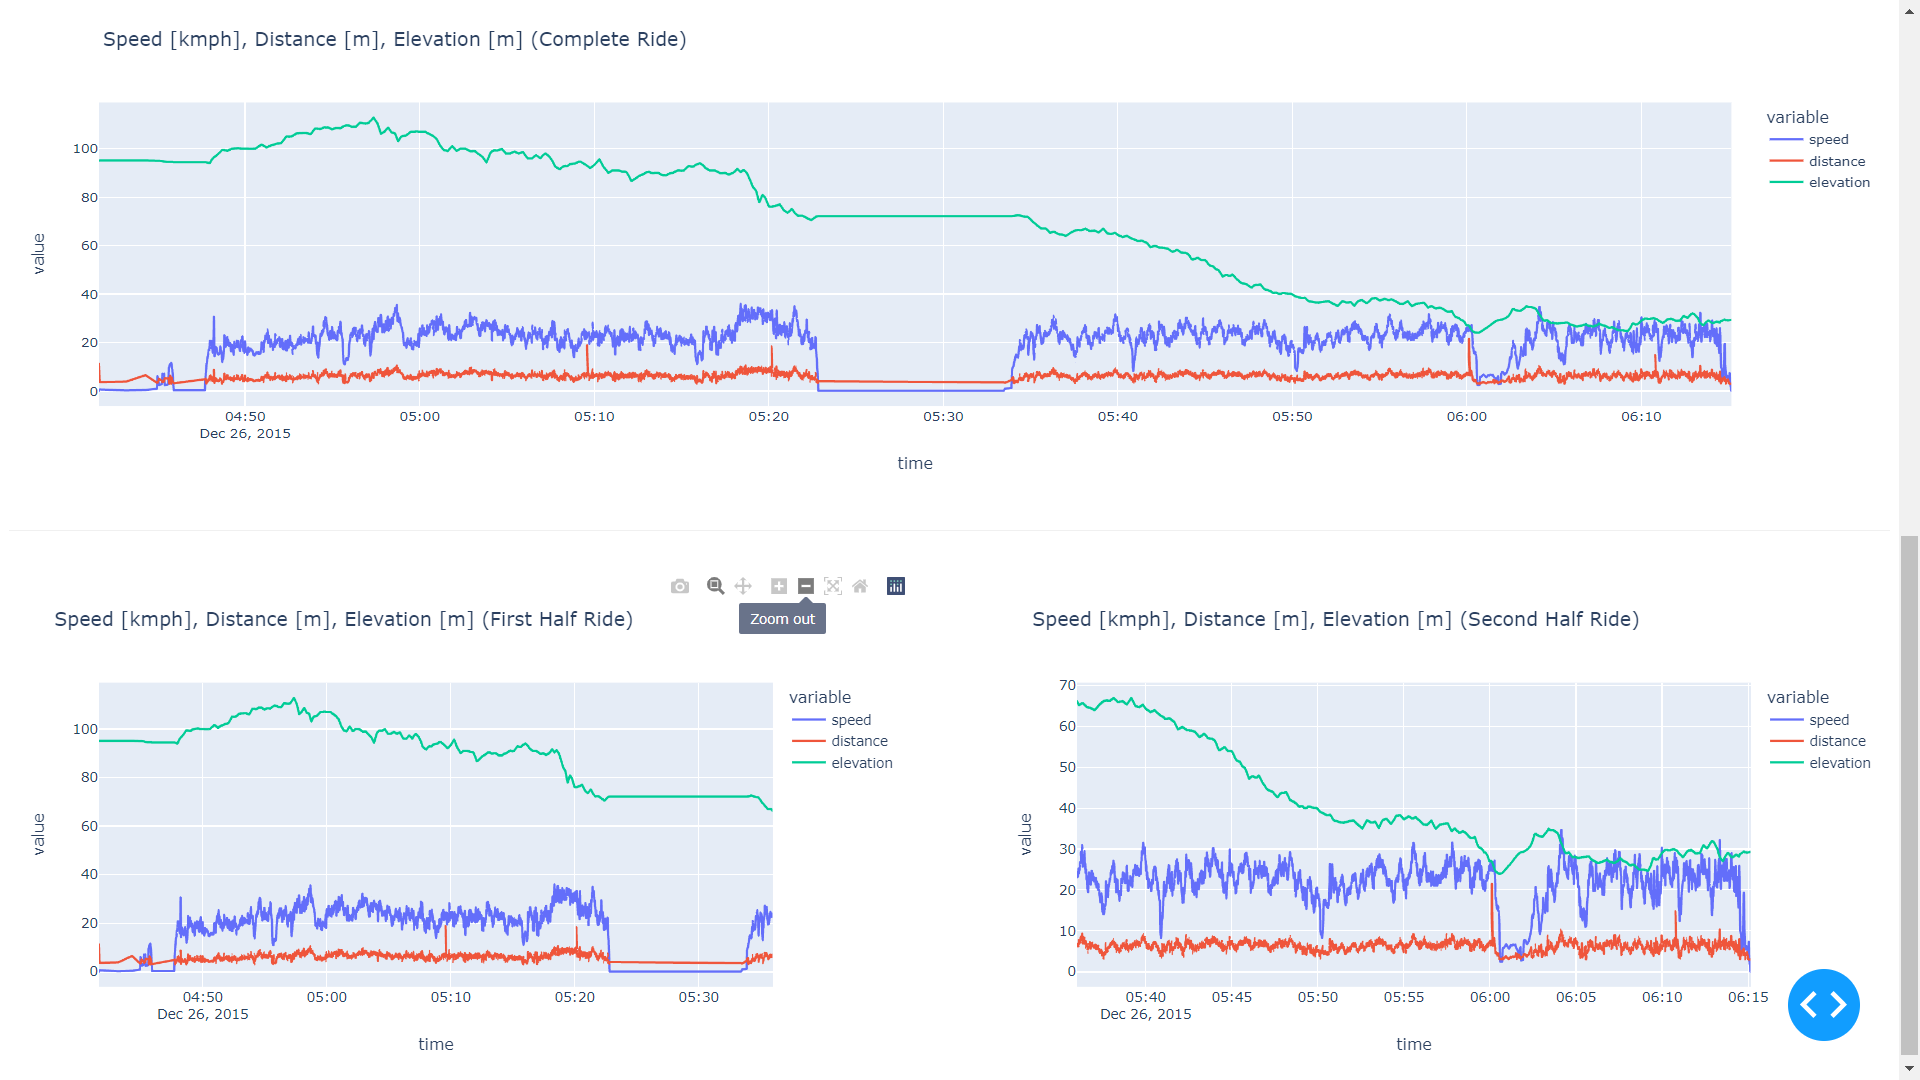 Speed [kmph], Distance [m], Elevation [m] (Complete Ride)
variable
speed
distance
elevation
100
80
60
40
20
0
value
04:50 05:00 05:10 05:20 05:30 05:40 05:50 06:00 06:10
Dec 26, 2015
time
Zoom out
Speed [kmph], Distance [m], Elevation [m] (First Half Ride)
variable
speed
distance
elevation
100
80
60
40
20
0
value
04:50 05:00 05:10 05:20 05:30
Dec 26, 2015
time
Speed [kmph], Distance [m], Elevation [m] (Second Half Ride)
variable
speed
distance
elevation
70
60
50
40
30
20
10
0
value
05:40 05:45 05:50 05:55 06:00 06:05 06:10 06:15
Dec 26, 2015
time